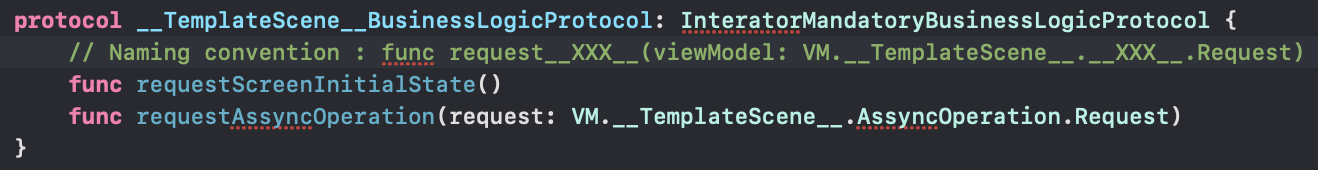 protocol __TemplateScene__BusinessLogicProtocol: InteratorMandatoryBusinessLogicProtocol {
    // Naming convention : func request__XXX__(viewModel: VM.__TemplateScene__.__XXX__.Request)
    func requestScreenInitialState()
    func requestAssyncOperation(request: VM.__TemplateScene__.AssyncOperation.Request)
}